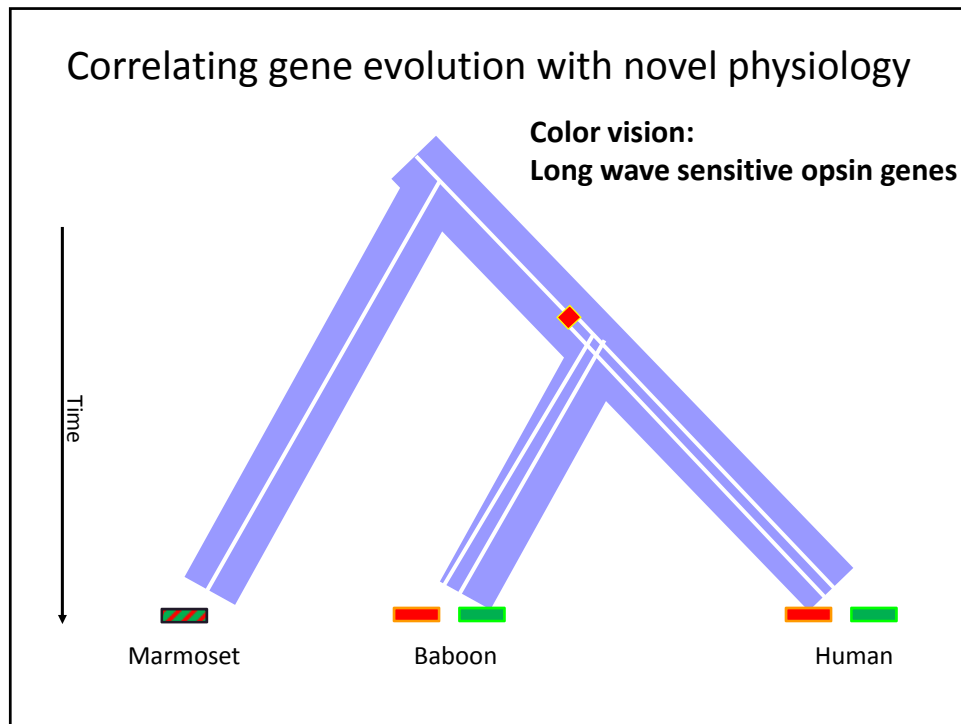 Correlating gene evolution with novel physiology
Color vision:
Long wave sensitive opsin genes
Time
Marmoset
Baboon
Human